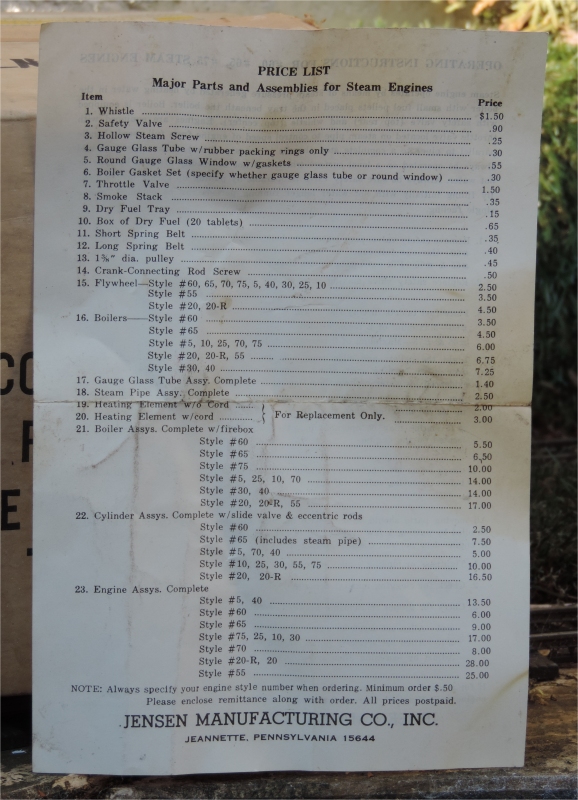 PRICE LIST
Major Parts and Assemblies for Steam Engines
Item Price
1. Whistle $1.50
2. Safety Valve .90
3. Hollow Steam Screw .25
4. Gauge Glass Tube w/rubber packing rings only .30
5. Round Gauge Glass Window w/gaskets .55
6. Boiler Gasket Set (specify whether gauge glass tube or round window) .30
7. Throttle Valve 1.50
8. Smoke Stack .35
9. Dry Fuel Tray .15
10. Box of Dry Fuel (20 tablets) .65
11. Short Spring Belt .35
12. Long Spring Belt .40
13. 1⅜" dia. pulley .45
14. Crank-Connecting Rod Screw .50
15. Flywheel—Style #60, 65, 70, 75, 5, 40, 30, 25, 10 2.50
Style #55 3.50
Style #20, 20-R 4.50
16. Boilers——Style #60 3.50
Style #65 4.50
Style #5, 10, 25, 70, 75 6.00
Style #20, 20-R, 55 6.75
Style #30, 40 7.25
17. Gauge Glass Tube Assy. Complete 1.40
18. Steam Pipe Assy. Complete 2.50
19. Heating Element w/o Cord 2.00
20. Heating Element w/cord } For Replacement Only. 3.00
21. Boiler Assys. Complete w/firebox
Style #60 5.50
Style #65 6.50
Style #75 10.00
Style #5, 25, 10, 70 14.00
Style #30, 40 14.00
Style #20, 20-R, 55 17.00
22. Cylinder Assys. Complete w/slide valve & eccentric rods
Style #60 2.50
Style #65 (includes steam pipe) 7.50
Style #5, 70, 40 5.00
Style #10, 25, 30, 55, 75 10.00
Style #20, 20-R 16.50
23. Engine Assys. Complete
Style #5, 40 13.50
Style #60 6.00
Style #65 9.00
Style #75, 25, 10, 30 17.00
Style #70 8.00
Style #20-R, 20 28.00
Style #55 25.00
NOTE: Always specify your engine style number when ordering. Minimum order $.50
Please enclose remittance along with order. All prices postpaid.
JENSEN MANUFACTURING CO., INC.
JEANNETTE, PENNSYLVANIA 15644